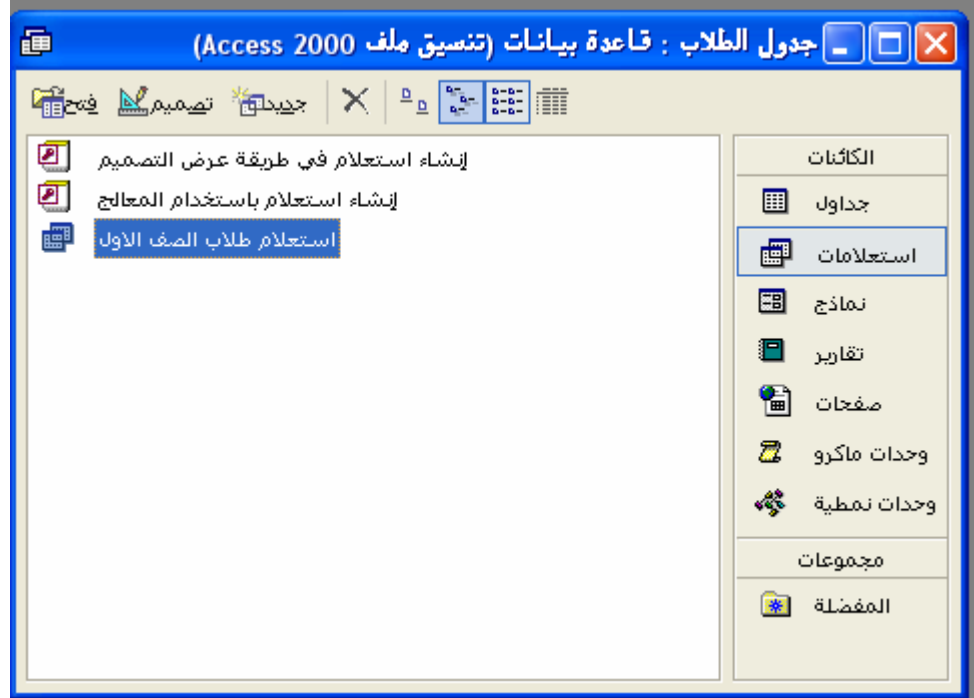 جدول الطلاب : قاعدة بيانات (تنسيق ملف Access 2000)
فتح تصميم جديد
الكائنات
جداول
استعلامات
نماذج
تقارير
صفحات
وحدات ماكرو
وحدات نمطية
مجموعات
المفضلة
إنشاء استعلام في طريقة عرض التصميم
إنشاء استعلام باستخدام المعالج
استعلام طلاب الصف الاول